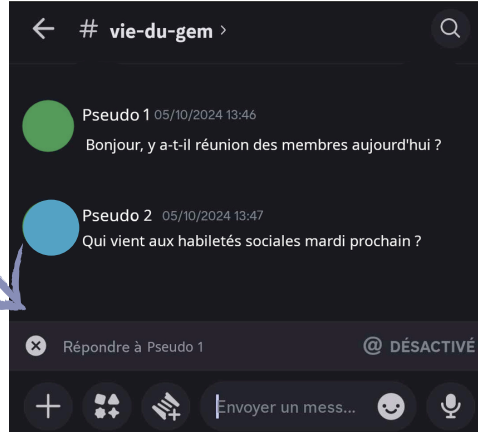 # vie-du-gem >
Pseudo 1 05/10/2024 13:46
Bonjour, y a-t-il réunion des membres aujourd'hui ?
Pseudo 2 05/10/2024 13:47
Qui vient aux habiletés sociales mardi prochain ?
Répondre à Pseudo 1 @ DÉSACTIVÉ
Envoyer un mess...